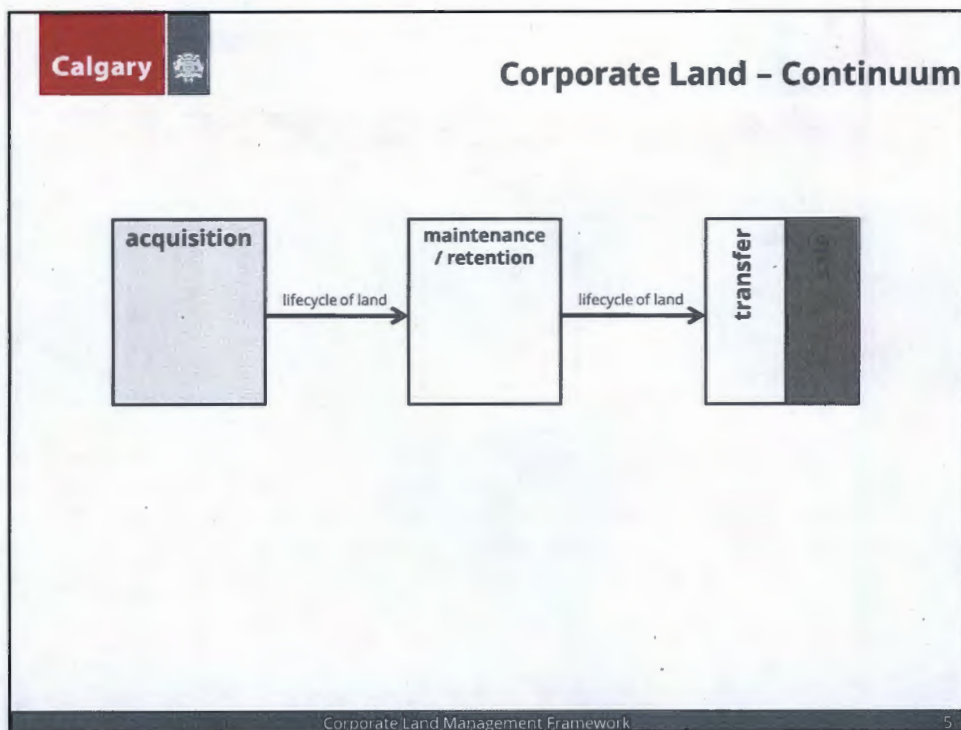 Calgary
Corporate Land – Continuum
acquisition
lifecycle of land
maintenance
/ retention
lifecycle of land
transfer
sale
Corporate Land Management Framework
5